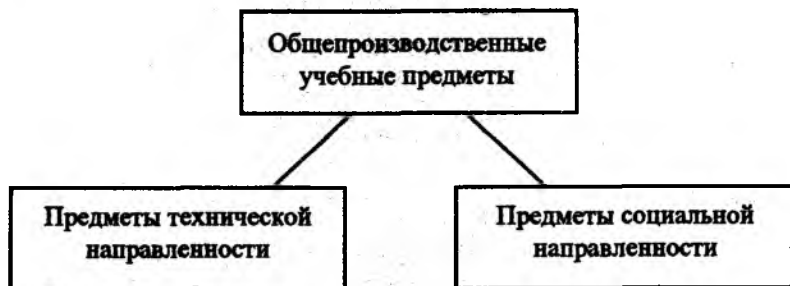 Общепроизводственные
учебные предметы
Предметы технической
направленности
Предметы социальной
направленности